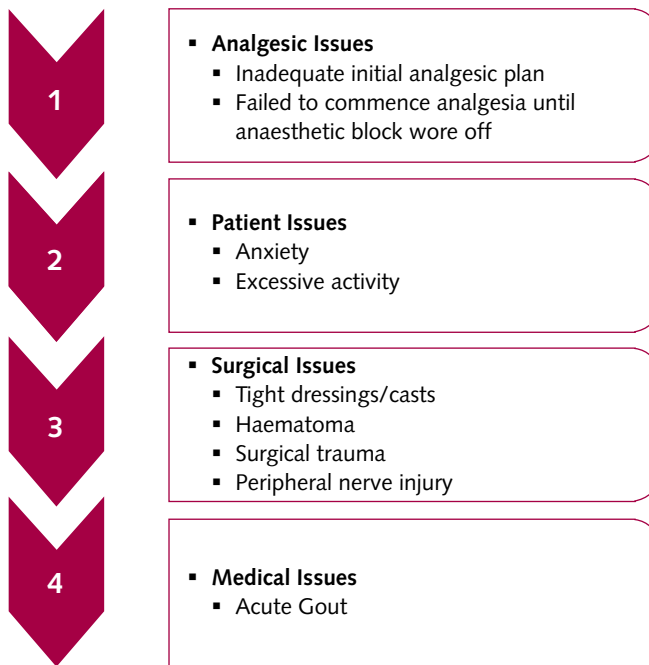 1
▪ Analgesic Issues
▪ Inadequate initial analgesic plan
▪ Failed to commence analgesia until
anaesthetic block wore off
2
▪ Patient Issues
▪ Anxiety
▪ Excessive activity
3
▪ Surgical Issues
▪ Tight dressings/casts
▪ Haematoma
▪ Surgical trauma
▪ Peripheral nerve injury
4
▪ Medical Issues
▪ Acute Gout